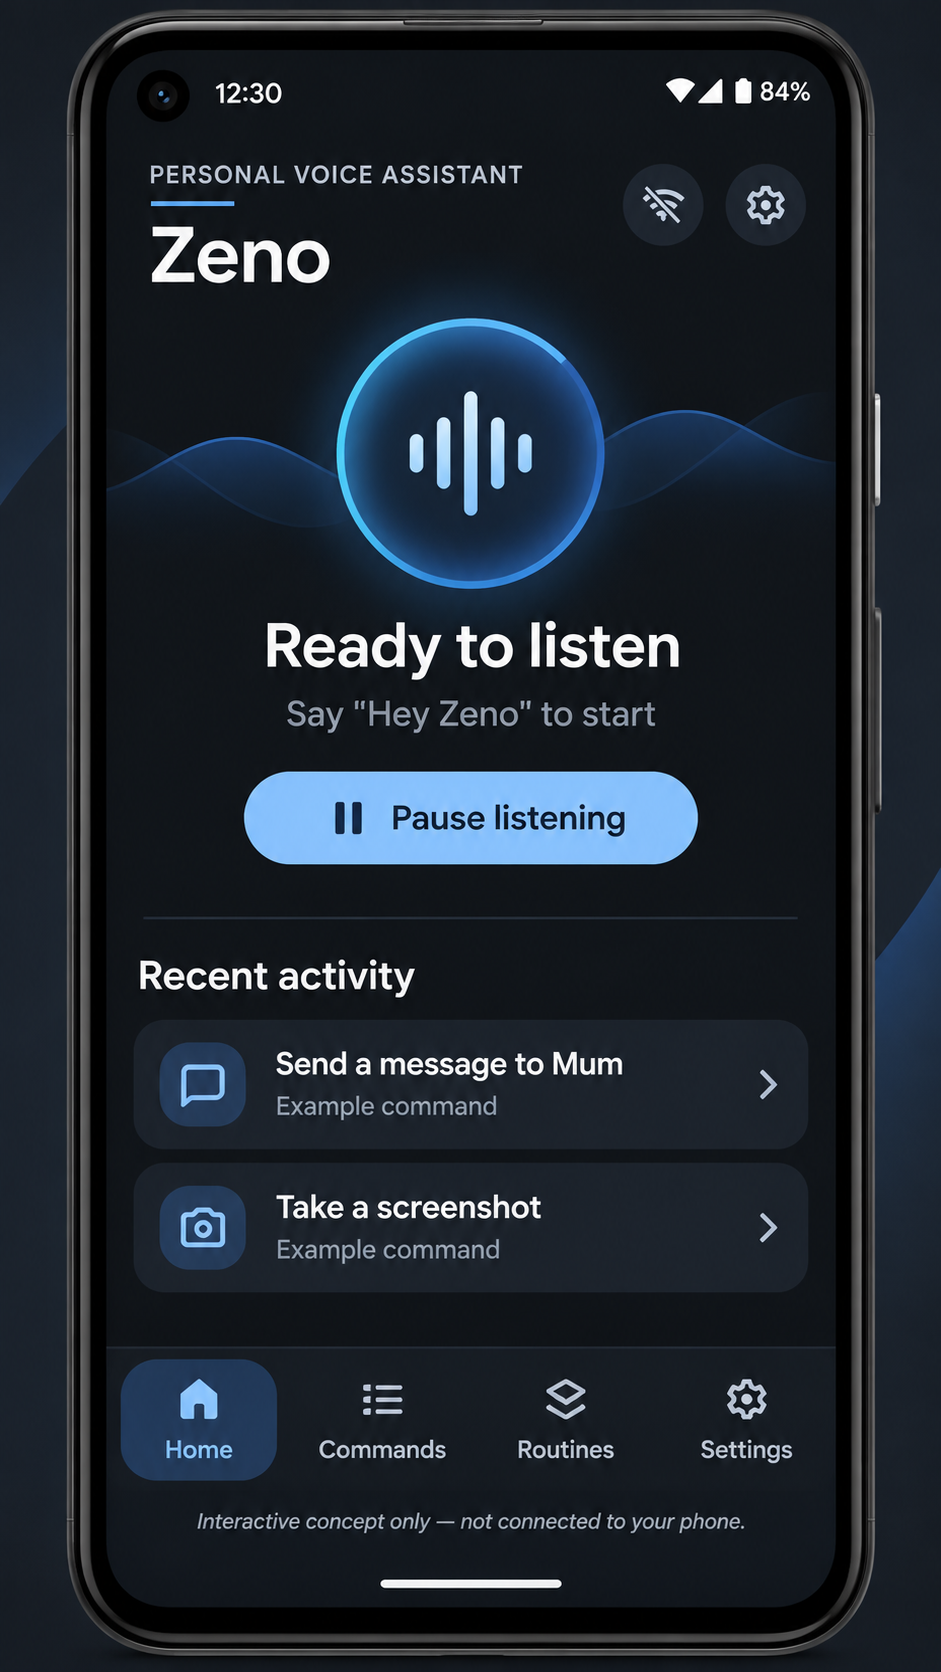 12:30
84%
PERSONAL VOICE ASSISTANT
Zeno
Ready to listen
Say "Hey Zeno" to start
Pause listening
Recent activity
Send a message to Mum
Example command
Take a screenshot
Example command
Home
Commands
Routines
Settings
Interactive concept only — not connected to your phone.